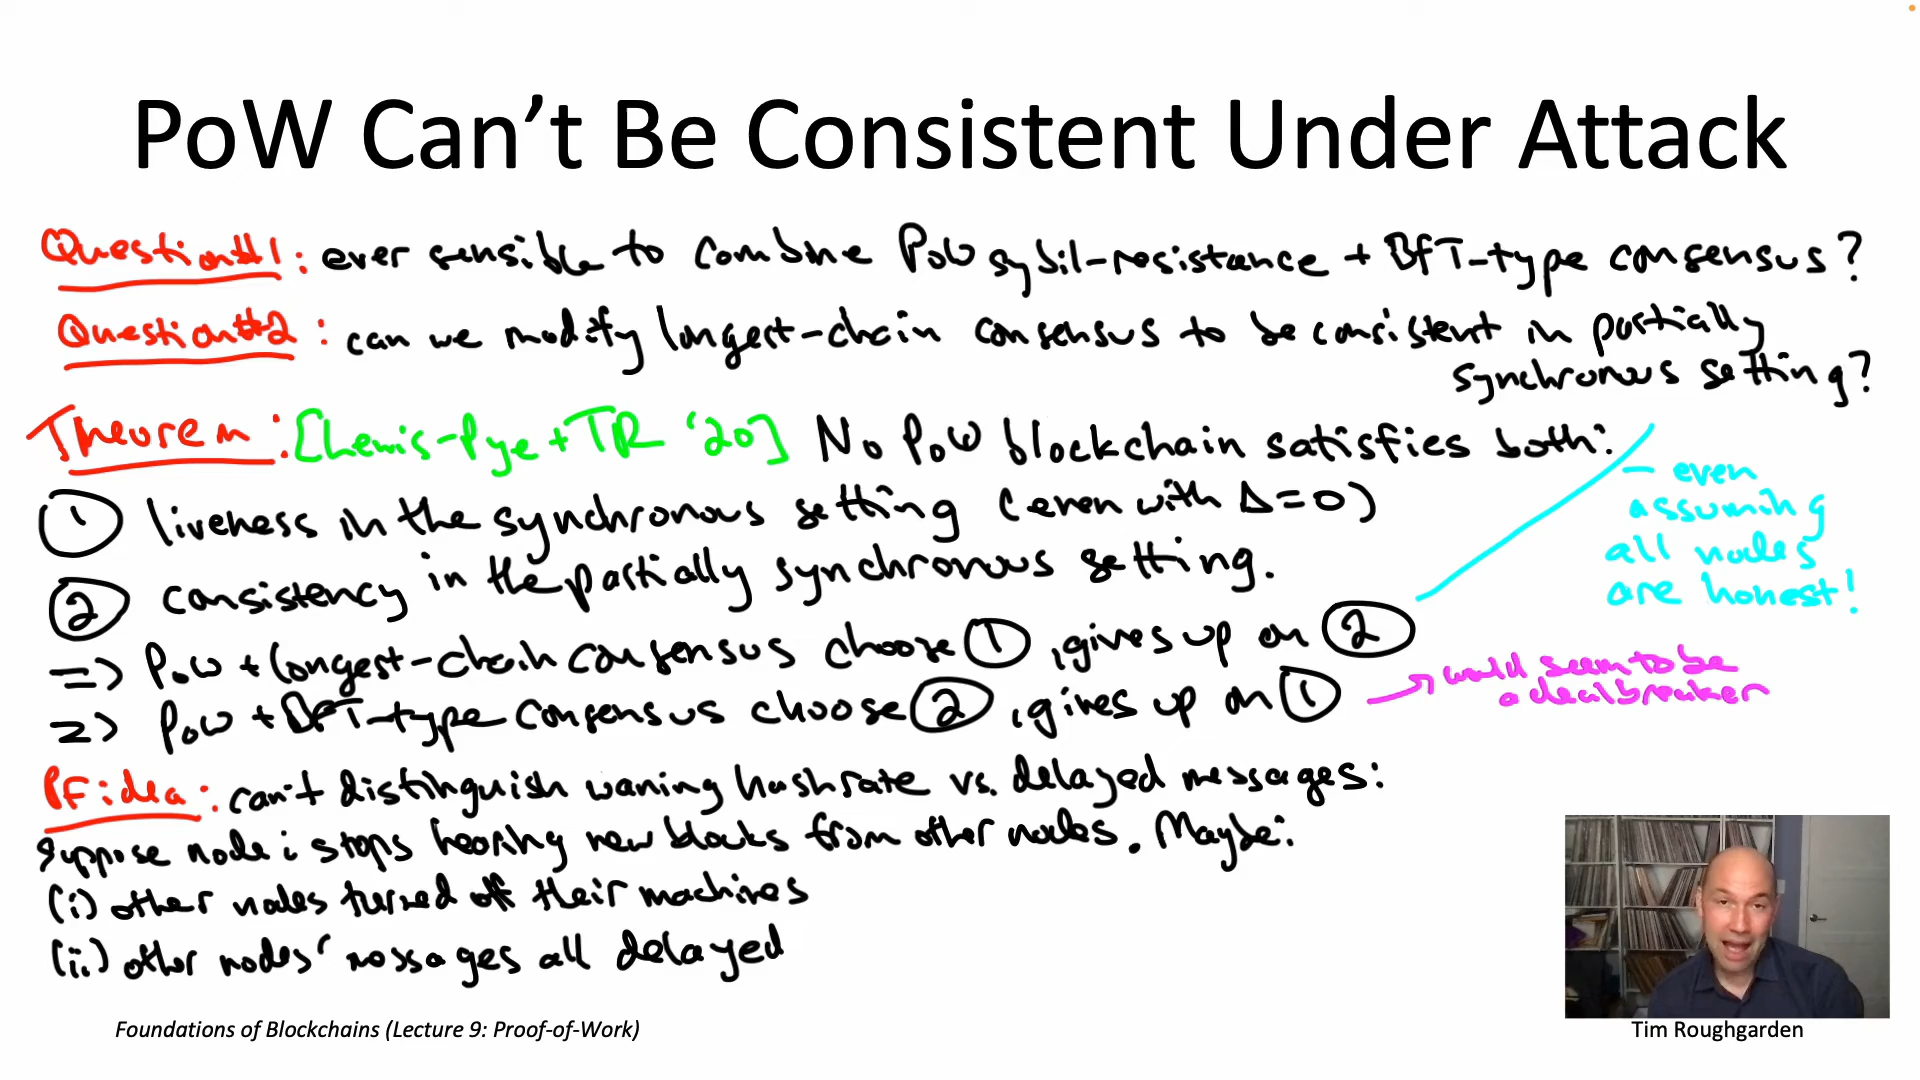 PoW Can't Be Consistent Under Attack
Question #1: ever sensible to combine PoW sybil-resistance + BFT-type consensus?
Question #2: can we modify longest-chain consensus to be consistent in partially
synchronous setting?
Theorem: [Lewis-Pye + TR '20] No PoW blockchain satisfies both:
— even
assuming
all nodes
are honest!
① liveness in the synchronous setting (even with Δ=0)
② consistency in the partially synchronous setting.
=> PoW + longest-chain consensus choose ①, gives up on ②
=> PoW + BFT-type consensus choose ②, gives up on ①
would seem to be
a dealbreaker
Pf idea: can't distinguish waning hashrate vs. delayed messages:
suppose node i stops hearing new blocks from other nodes. Maybe:
(i) other nodes turned off their machines
(ii) other nodes' messages all delayed
Foundations of Blockchains (Lecture 9: Proof-of-Work)
Tim Roughgarden